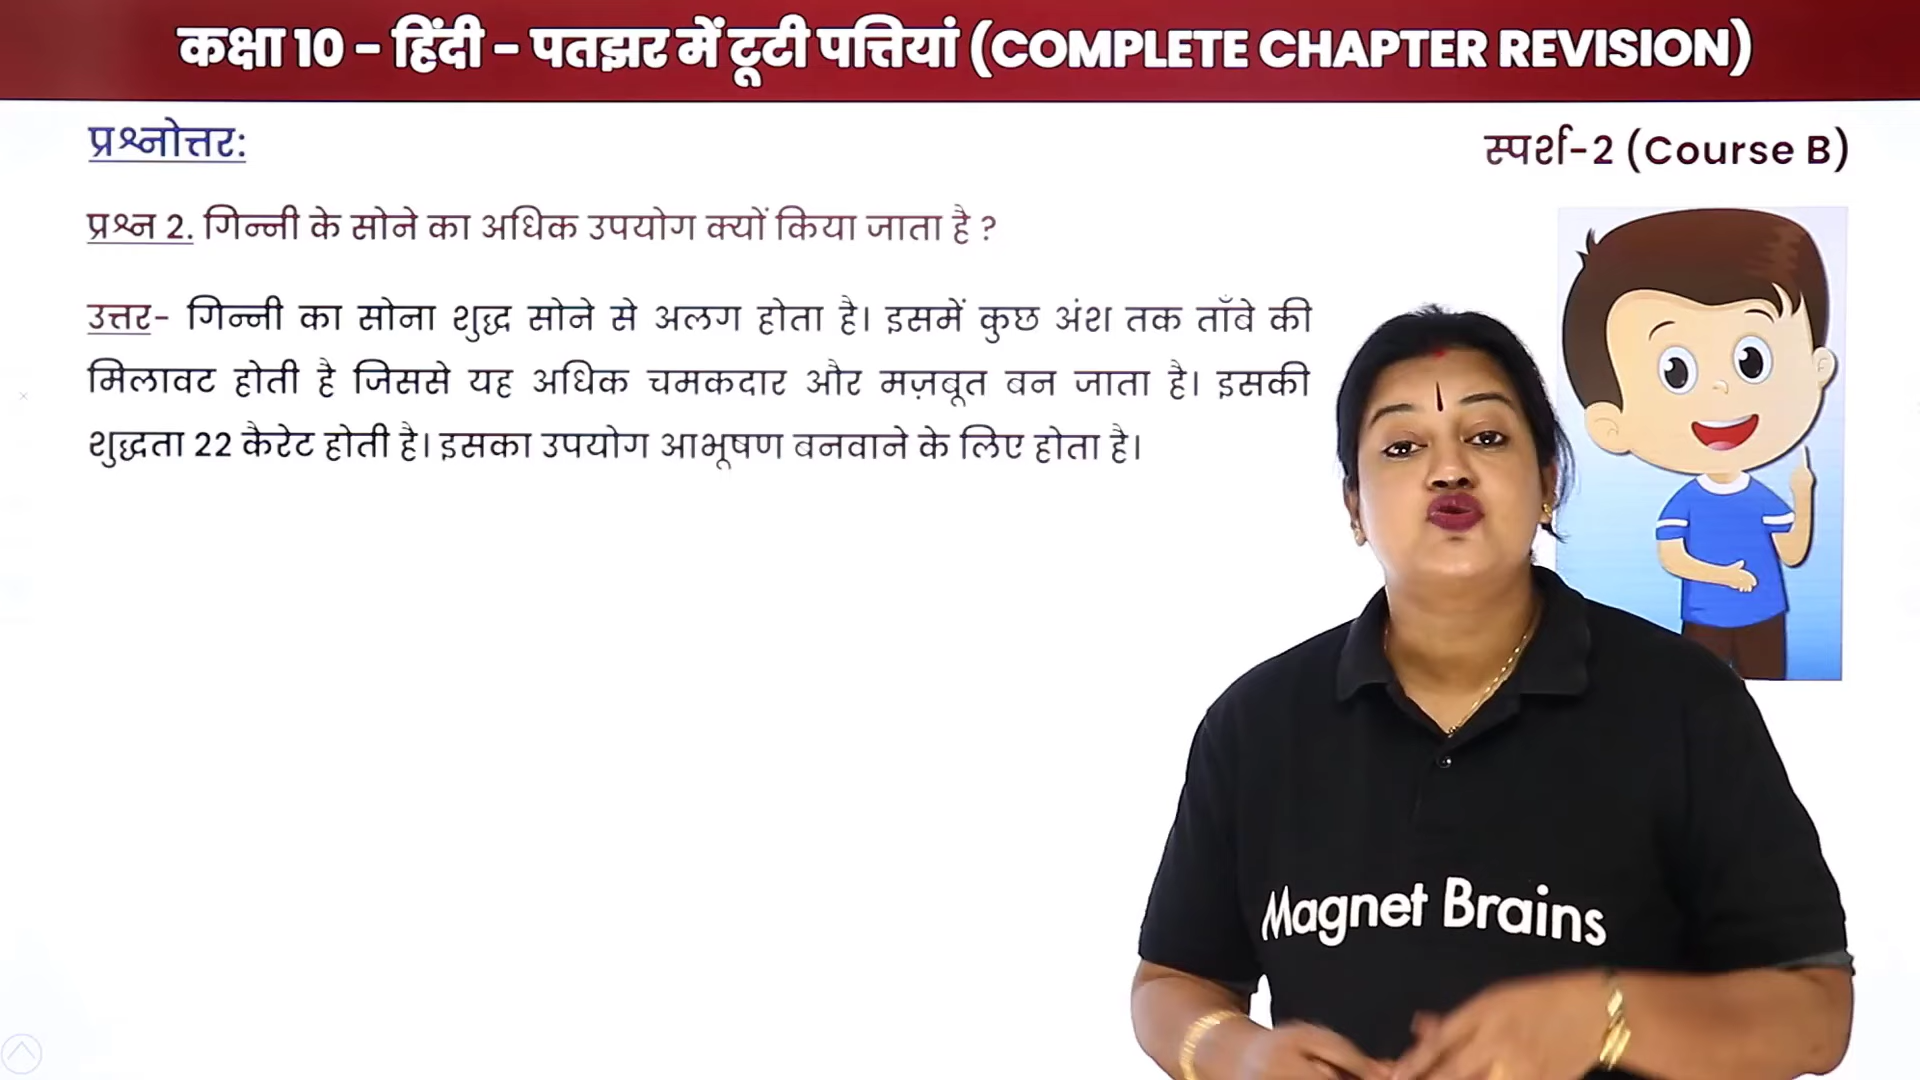 कक्षा 10 - हिंदी - पतझर में टूटी पत्तियां (COMPLETE CHAPTER REVISION)
प्रश्नोत्तर:
स्पर्श-2 (Course B)
प्रश्न 2. गिन्नी के सोने का अधिक उपयोग क्यों किया जाता है ?
उत्तर- गिन्नी का सोना शुद्ध सोने से अलग होता है। इसमें कुछ अंश तक ताँबे की
मिलावट होती है जिससे यह अधिक चमकदार और मज़बूत बन जाता है। इसकी
शुद्धता 22 कैरेट होती है। इसका उपयोग आभूषण बनवाने के लिए होता है।
Magnet Brains